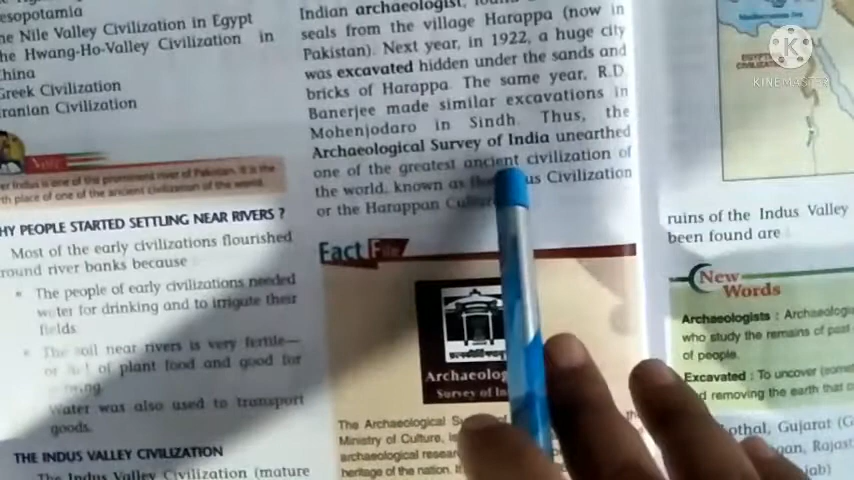 esopotamia
he Nile Valley Civilization in Egypt
he Hwang-Ho-Valley Civilization in
China
Greek Civilization
ranian Civilization
Note
er Indus is one of the prominent river of Pakistan. It is the
th place of one of the ancient civilization of the world.
HY PEOPLE STARTED SETTLING NEAR RIVERS ?
Most of the early civilizations flourished
round river banks because
The people of early civilizations needed
water for drinking and to irrigate their
fields
The soil near rivers is very fertile—
of plant food and good for
Water was also used to transport
goods.
THE INDUS VALLEY CIVILIZATION
The Indus Valley Civilization (mature
Indian archaeologist, found
seals from the village Harappa (now in
Pakistan). Next year, in 1922, a huge city
was excavated hidden under the sands and
bricks of Harappa. The same year, R.D.
Banerjee made similar excavations in
Mohenjodaro in Sindh. Thus, the
Archaeological Survey of India unearthed
one of the greatest ancient civilization of
the world, known as us Civilization
or the Harappan Cultu
Fact File
Archaeolog
Survey of In
The Archaeological Su the
Ministry of Culture, is
archaeological resear
heritage of the nation. It
EGYPT
CIVILIZA
KINEMASTER
ruins of the Indus Valley
been found are
New
Words
Archaeologists : Archaeologi
who study the remains of past
of people.
Excavated : To uncover (somet
d removing the earth that c
othal, Gujarat (G
gan, Rajast
jab)